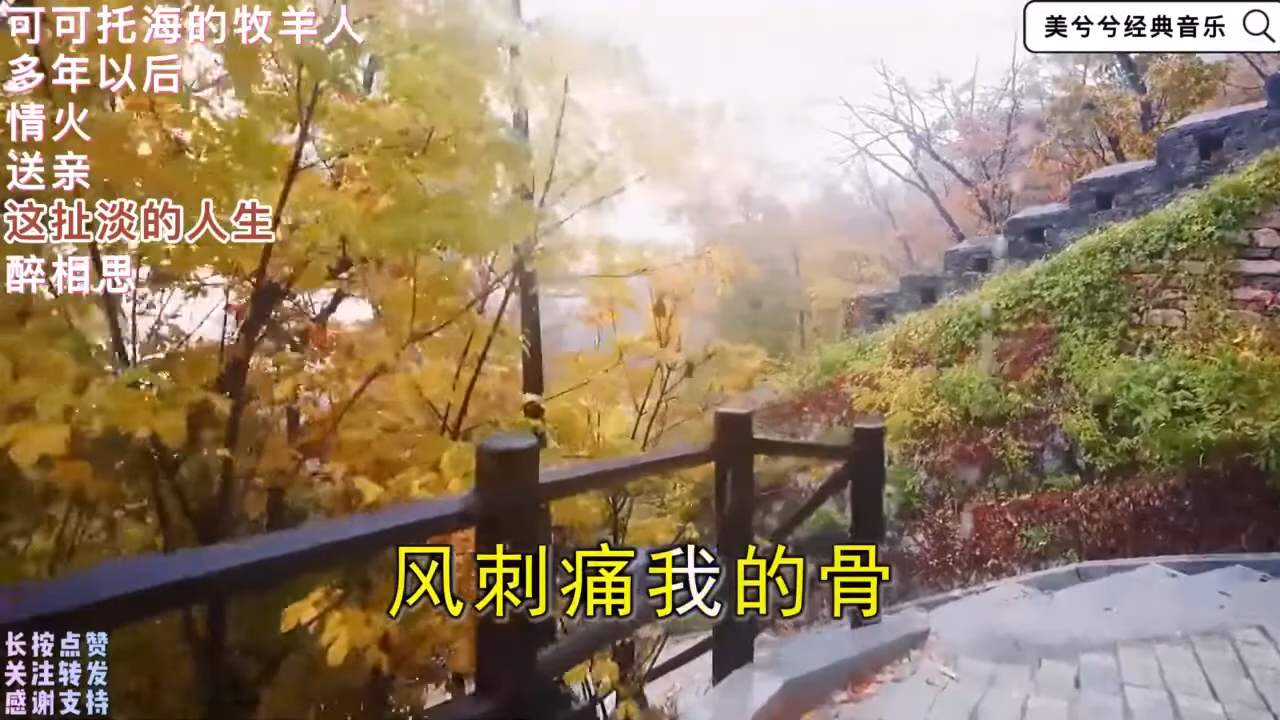 可可托海的牧羊人
多年以后
情火
送亲
这扯淡的人生
醉相思
美兮兮经典音乐
风刺痛我的骨
长按点赞
关注转发
感谢支持